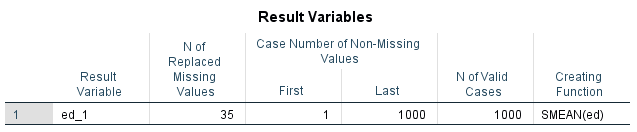 Result Variables
Result Variable
N of Replaced Missing Values
Case Number of Non-Missing Values
First
Last
N of Valid Cases
Creating Function
1 ed_1 35 1 1000 1000 SMEAN(ed)